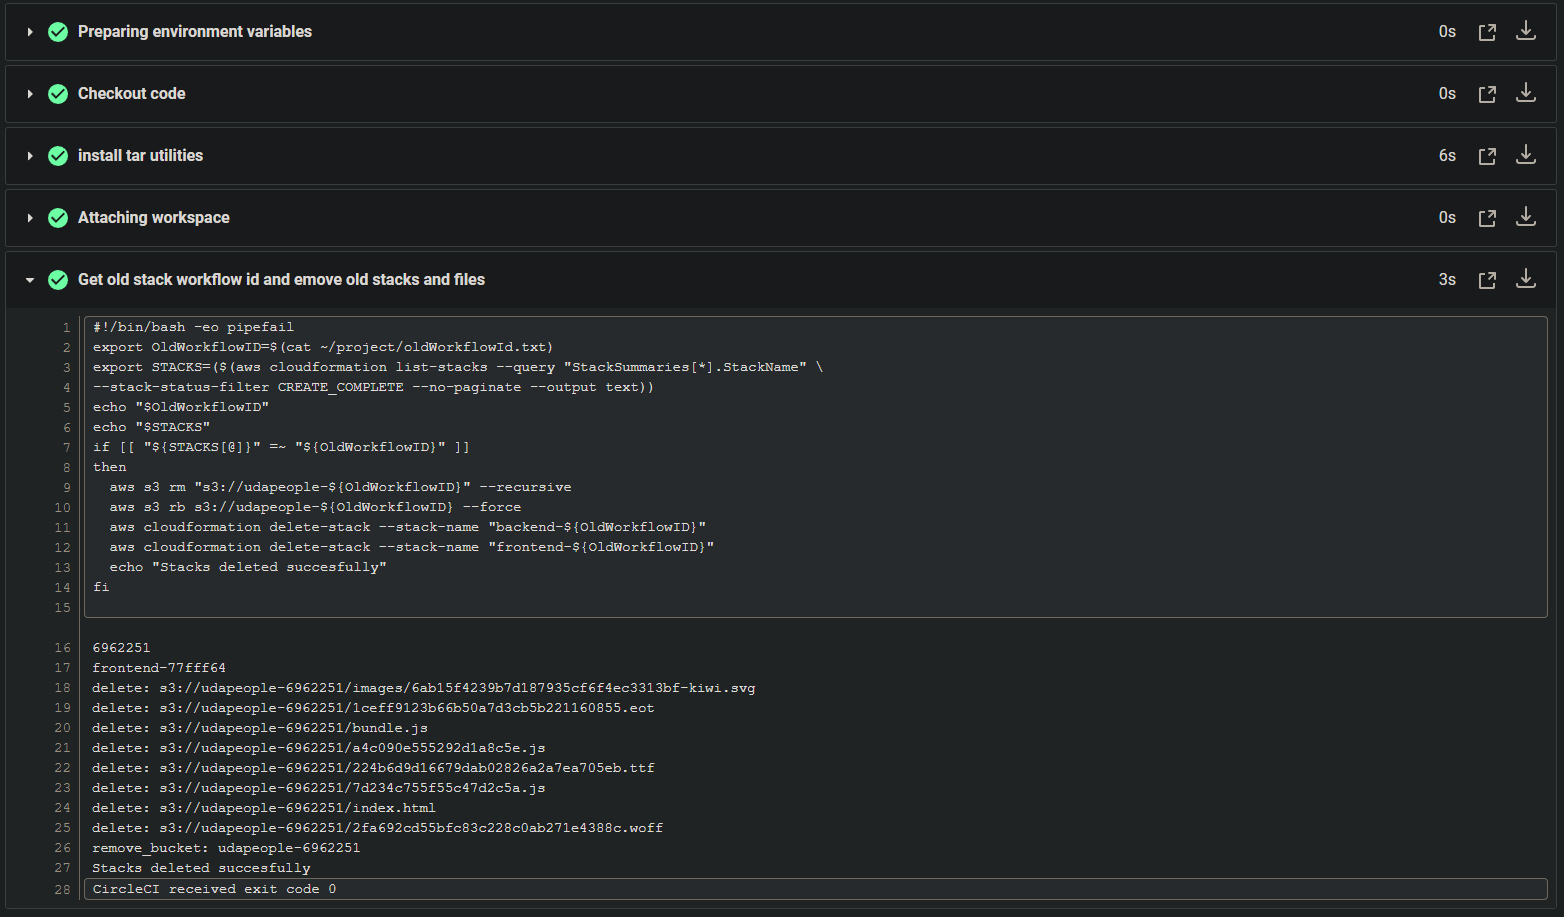 Preparing environment variables 0s
Checkout code 0s
install tar utilities 6s
Attaching workspace 0s
Get old stack workflow id and emove old stacks and files 3s
1 #!/bin/bash -eo pipefail
2 export OldWorkflowID=$(cat ~/project/oldWorkflowId.txt)
3 export STACKS=($(aws cloudformation list-stacks --query "StackSummaries[*].StackName" \
4 --stack-status-filter CREATE_COMPLETE --no-paginate --output text))
5 echo "$OldWorkflowID"
6 echo "$STACKS"
7 if [[ "${STACKS[@]}" =~ "${OldWorkflowID}" ]]
8 then
9   aws s3 rm "s3://udapeople-${OldWorkflowID}" --recursive
10   aws s3 rb s3://udapeople-${OldWorkflowID} --force
11   aws cloudformation delete-stack --stack-name "backend-${OldWorkflowID}"
12   aws cloudformation delete-stack --stack-name "frontend-${OldWorkflowID}"
13   echo "Stacks deleted succesfully"
14 fi
15
16 6962251
17 frontend-77fff64
18 delete: s3://udapeople-6962251/images/6ab15f4239b7d187935cf6f4ec3313bf-kiwi.svg
19 delete: s3://udapeople-6962251/1ceff9123b66b50a7d3cb5b221160855.eot
20 delete: s3://udapeople-6962251/bundle.js
21 delete: s3://udapeople-6962251/a4c090e555292d1a8c5e.js
22 delete: s3://udapeople-6962251/224b6d9d16679dab02826a2a7ea705eb.ttf
23 delete: s3://udapeople-6962251/7d234c755f55c47d2c5a.js
24 delete: s3://udapeople-6962251/index.html
25 delete: s3://udapeople-6962251/2fa692cd55bfc83c228c0ab271e4388c.woff
26 remove_bucket: udapeople-6962251
27 Stacks deleted succesfully
28 CircleCI received exit code 0